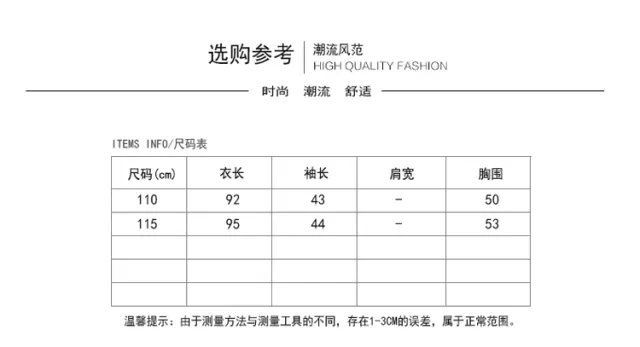 选购参考
潮流风范
HIGH QUALITY FASHION
时尚 潮流 舒适
ITEMS INFO/尺码表
尺码(cm) 衣长 袖长 肩宽 胸围
110 92 43 - 50
115 95 44 - 53
温馨提示：由于测量方法与测量工具的不同，存在1-3CM的误差，属于正常范围。